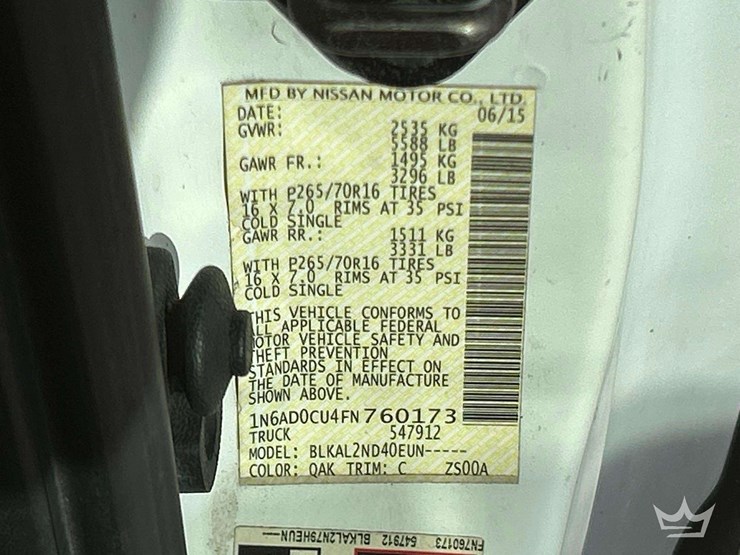 MFD BY NISSAN MOTOR CO., LTD.
DATE: 06/15
GVWR: 2535 KG
5588 LB
GAWR FR.: 1495 KG
3296 LB
WITH P265/70R16 TIRES
16 X 7.0 RIMS AT 35 PSI
COLD SINGLE
GAWR RR.: 1511 KG
3331 LB
WITH P265/70R16 TIRES
16 X 7.0 RIMS AT 35 PSI
COLD SINGLE
THIS VEHICLE CONFORMS TO
ALL APPLICABLE FEDERAL
MOTOR VEHICLE SAFETY AND
THEFT PREVENTION
STANDARDS IN EFFECT ON
THE DATE OF MANUFACTURE
SHOWN ABOVE.
1N6AD0CU4FN760173
TRUCK 547912
MODEL: BLKAL2ND40EUN-----
COLOR: QAK TRIM: C ZS00A
FN760173 547912 BLKAL2N79HEUN--